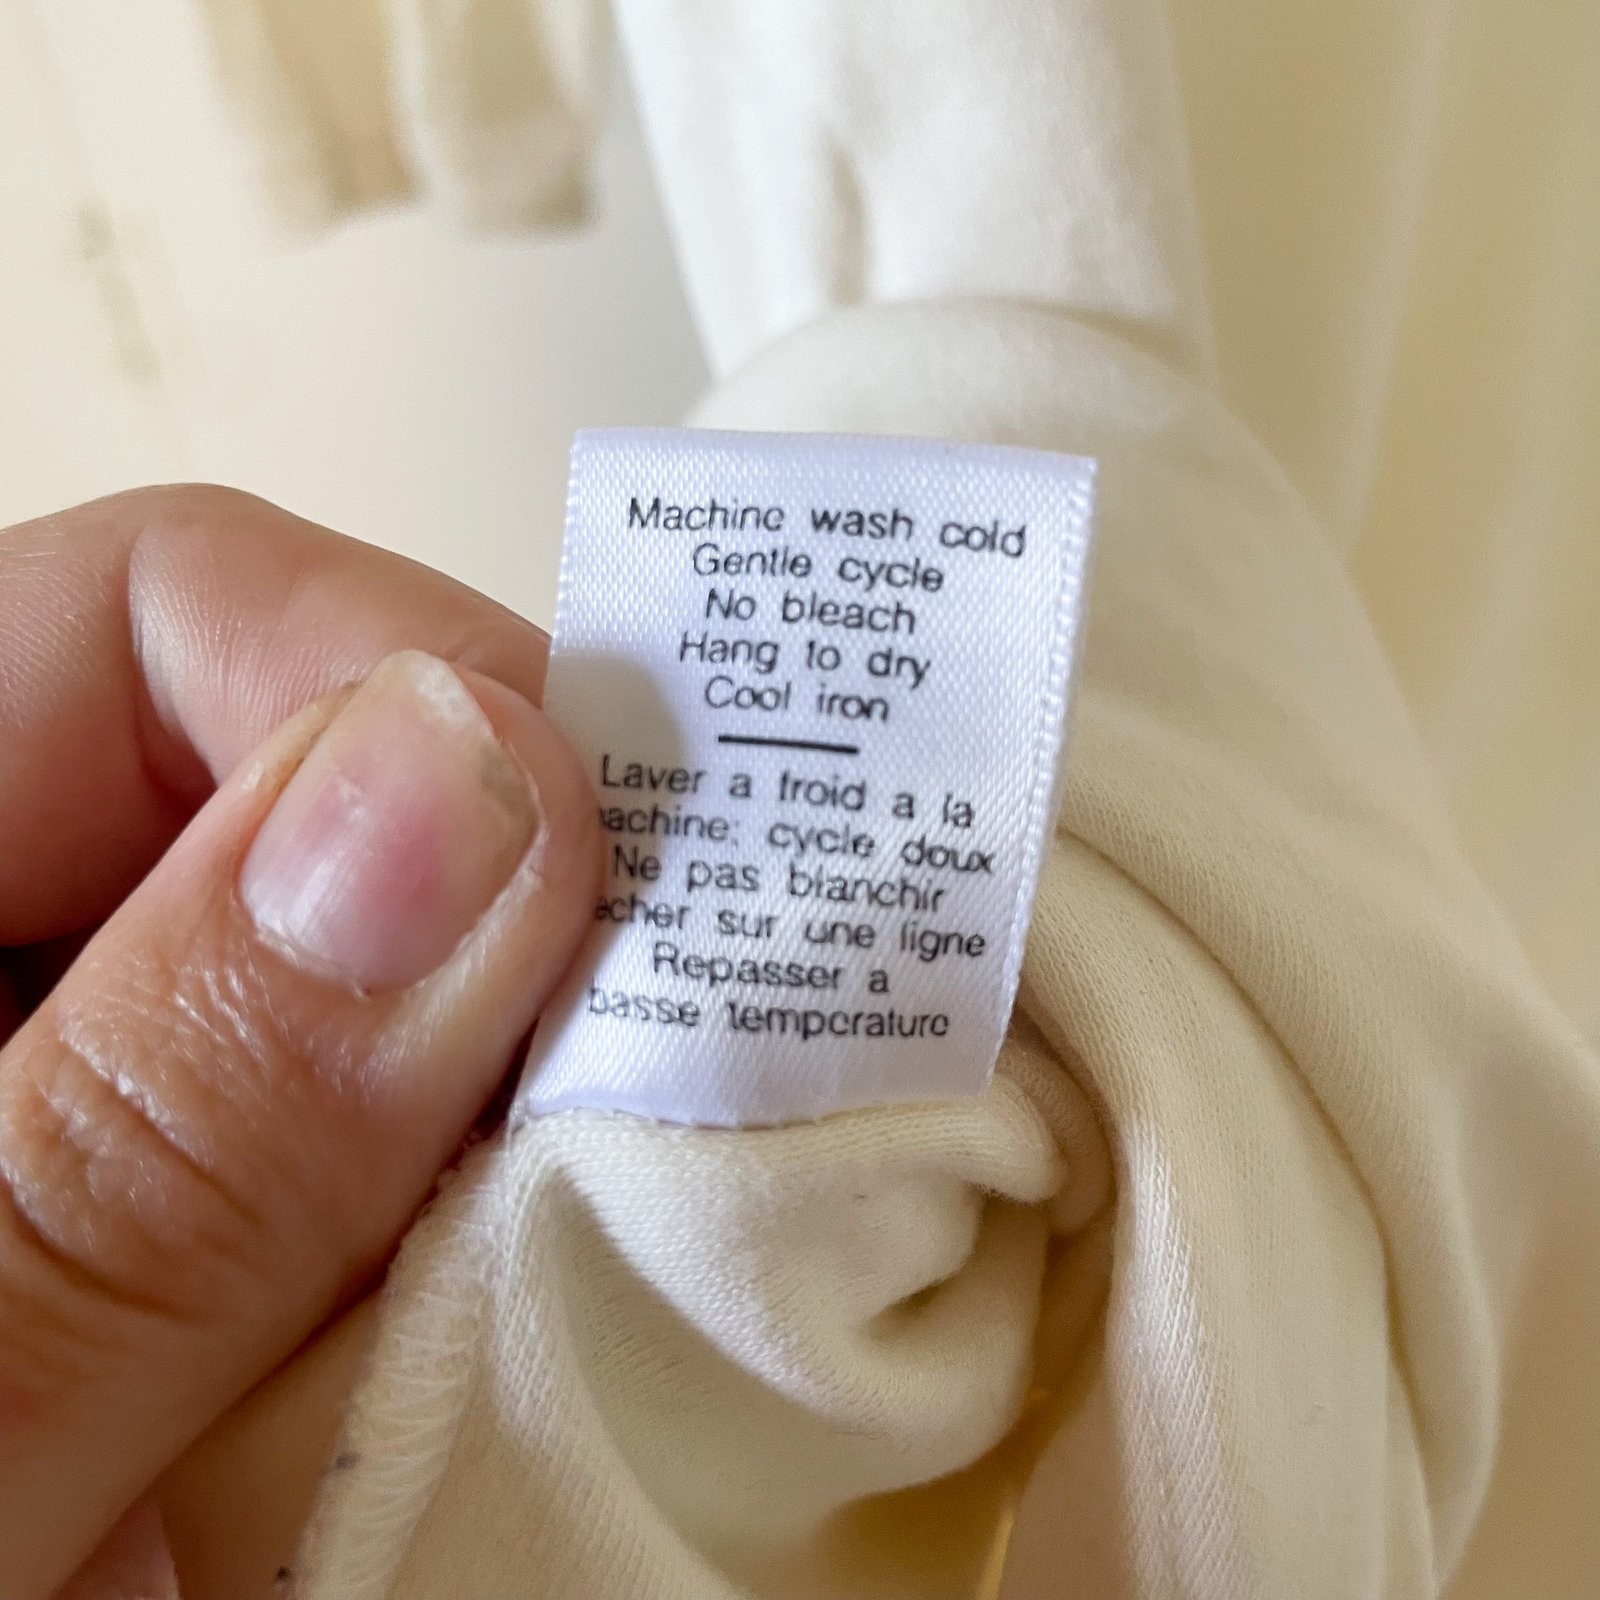 Machine wash cold
Gentle cycle
No bleach
Hang to dry
Cool iron
Laver a froid a la
achine; cycle doux
Ne pas blanchir
echer sur une ligne
Repasser a
basse temperature